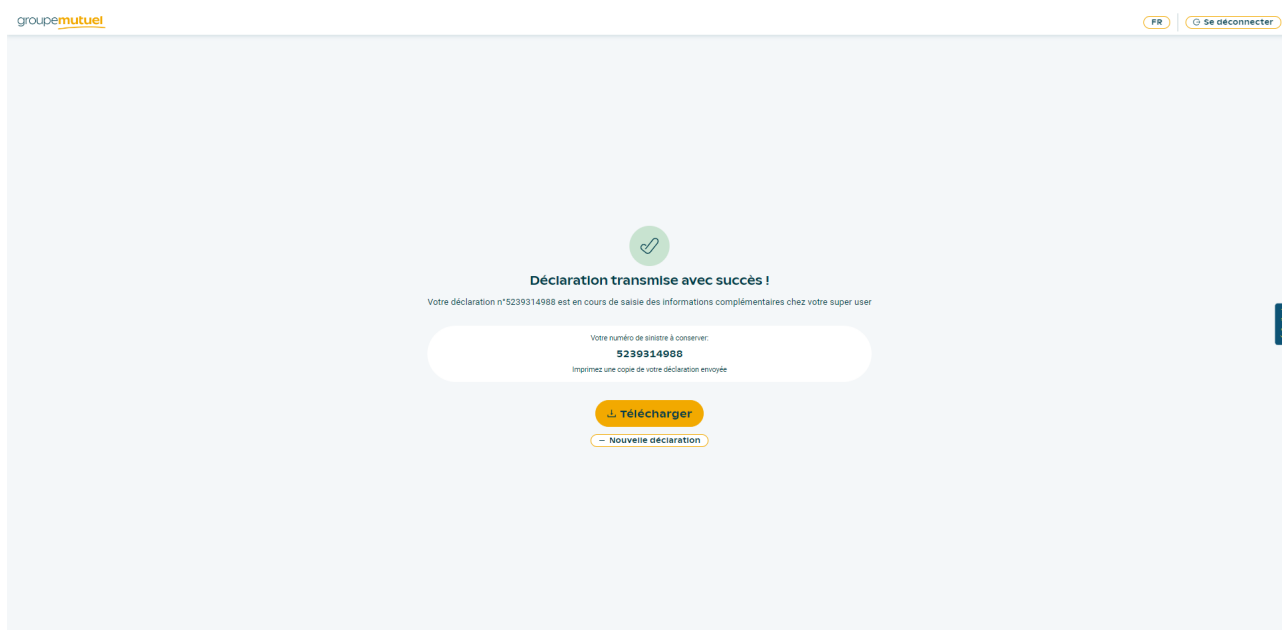 groupemutuel
FR
Se déconnecter
Déclaration transmise avec succès !
Votre déclaration n°5239314988 est en cours de saisie des informations complémentaires chez votre super user
Votre numéro de sinistre à conserver:
5239314988
Imprimez une copie de votre déclaration envoyée
Télécharger
Nouvelle déclaration